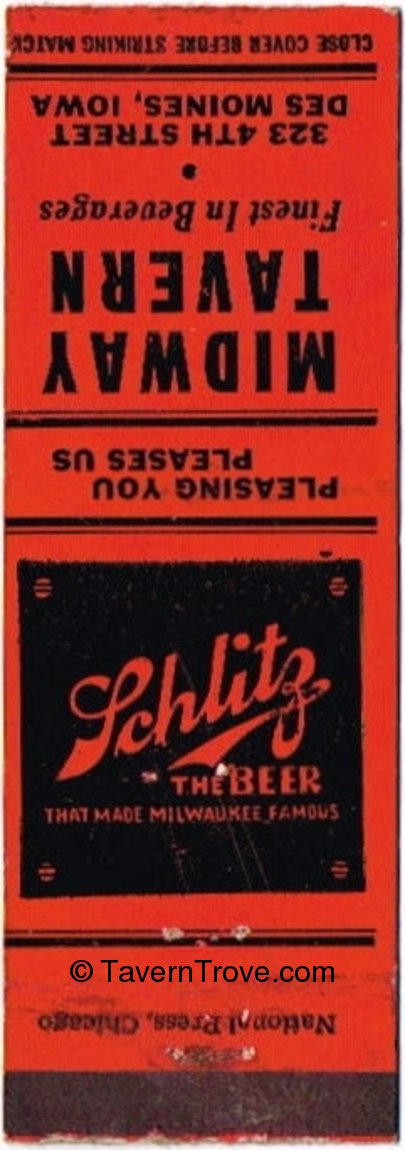 CLOSE COVER BEFORE STRIKING MATCH
323 4TH STREET
DES MOINES, IOWA
Finest In Beverages
MIDWAY
TAVERN
PLEASING YOU
PLEASES US
Schlitz
THE BEER
THAT MADE MILWAUKEE FAMOUS
© TavernTrove.com
National Press, Chicago